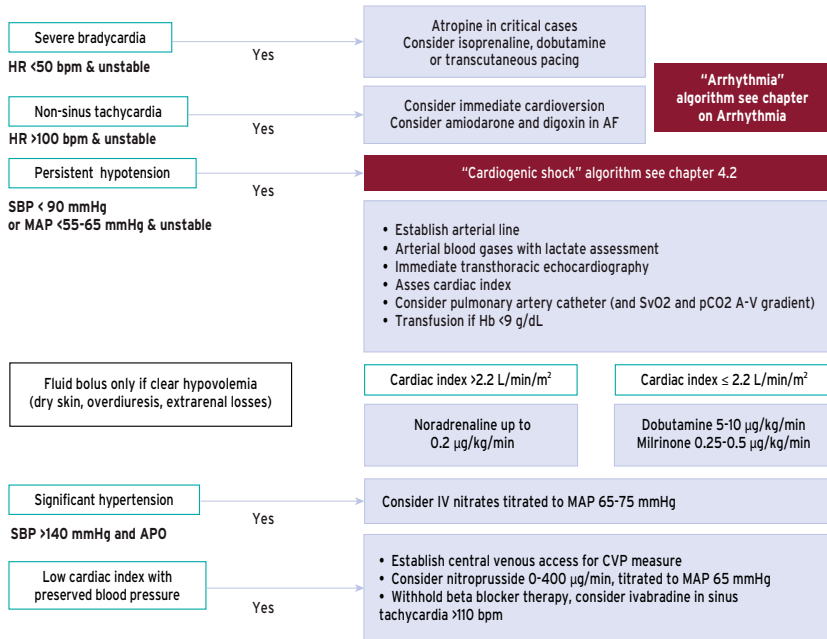 Severe bradycardia
HR <50 bpm & unstable
Yes
Atropine in critical cases
Consider isoprenaline, dobutamine
or transcutaneous pacing
"Arrhythmia"
algorithm see chapter
on Arrhythmia
Non-sinus tachycardia
HR >100 bpm & unstable
Yes
Consider immediate cardioversion
Consider amiodarone and digoxin in AF
Persistent hypotension
SBP < 90 mmHg
or MAP <55-65 mmHg & unstable
Yes
"Cardiogenic shock" algorithm see chapter 4.2
• Establish arterial line
• Arterial blood gases with lactate assessment
• Immediate transthoracic echocardiography
• Asses cardiac index
• Consider pulmonary artery catheter (and SvO2 and pCO2 A-V gradient)
• Transfusion if Hb <9 g/dL
Fluid bolus only if clear hypovolemia
(dry skin, overdiuresis, extrarenal losses)
Cardiac index >2.2 L/min/m²
Noradrenaline up to
0.2 µg/kg/min
Cardiac index ≤ 2.2 L/min/m²
Dobutamine 5-10 µg/kg/min
Milrinone 0.25-0.5 µg/kg/min
Significant hypertension
SBP >140 mmHg and APO
Yes
Consider IV nitrates titrated to MAP 65-75 mmHg
Low cardiac index with
preserved blood pressure
Yes
• Establish central venous access for CVP measure
• Consider nitroprusside 0-400 µg/min, titrated to MAP 65 mmHg
• Withhold beta blocker therapy, consider ivabradine in sinus
tachycardia >110 bpm